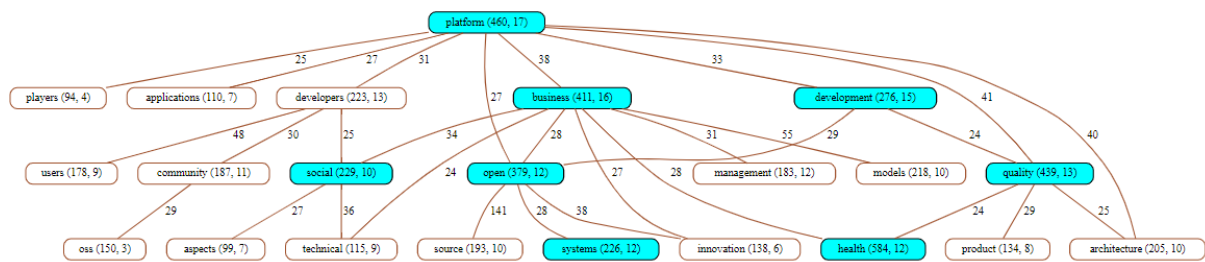 platform (460, 17)
25
27
31
38
33
players (94, 4)
applications (110, 7)
developers (223, 13)
27
business (411, 16)
development (276, 15)
41
48
30
25
34
28
31
55
29
24
40
users (178, 9)
community (187, 11)
social (229, 10)
24
open (379, 12)
27
28
management (183, 12)
models (218, 10)
quality (439, 13)
29
27
36
141
28
38
24
29
25
oss (150, 3)
aspects (99, 7)
technical (115, 9)
source (193, 10)
systems (226, 12)
innovation (138, 6)
health (584, 12)
product (134, 8)
architecture (205, 10)